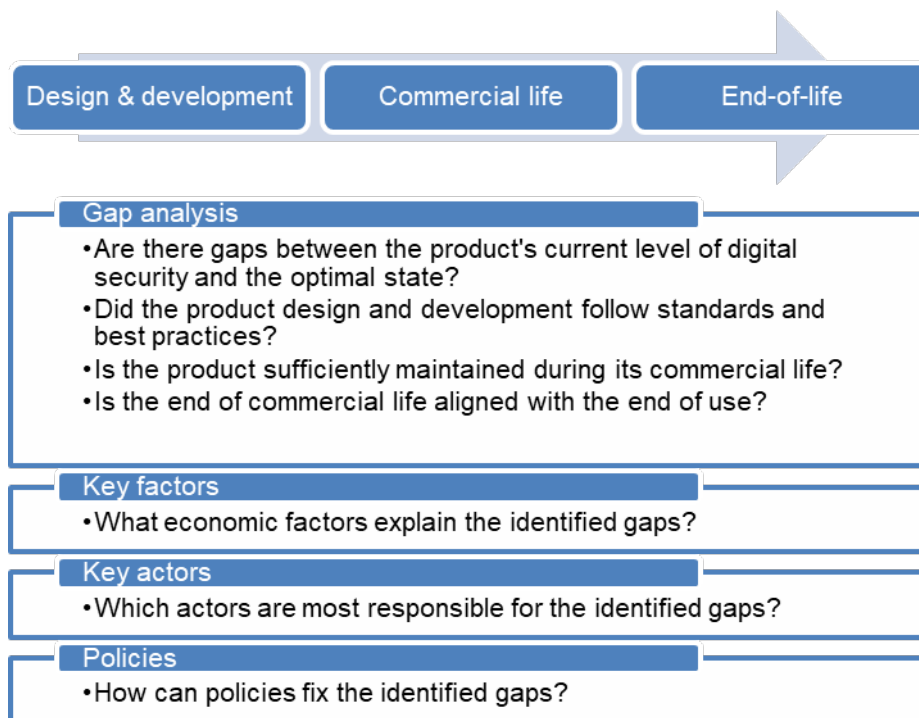 Design & development
Commercial life
End-of-life
Gap analysis
•Are there gaps between the product's current level of digital
security and the optimal state?
•Did the product design and development follow standards and
best practices?
•Is the product sufficiently maintained during its commercial life?
•Is the end of commercial life aligned with the end of use?
Key factors
•What economic factors explain the identified gaps?
Key actors
•Which actors are most responsible for the identified gaps?
Policies
•How can policies fix the identified gaps?